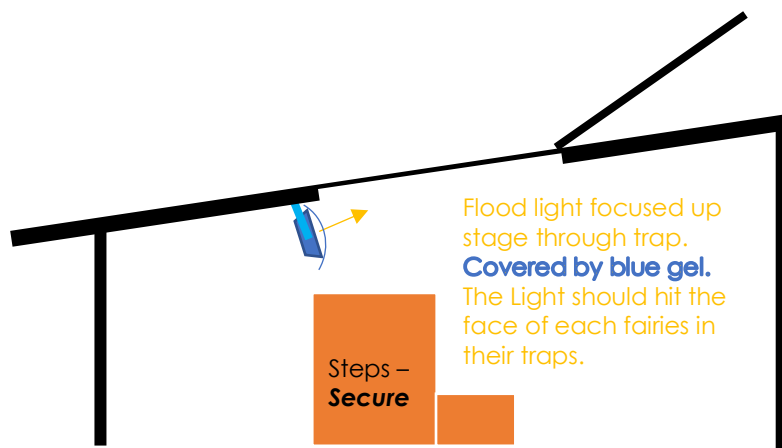 Flood light focused up
stage through trap.
Covered by blue gel.
The Light should hit the
face of each fairies in
their traps.
Steps –
Secure